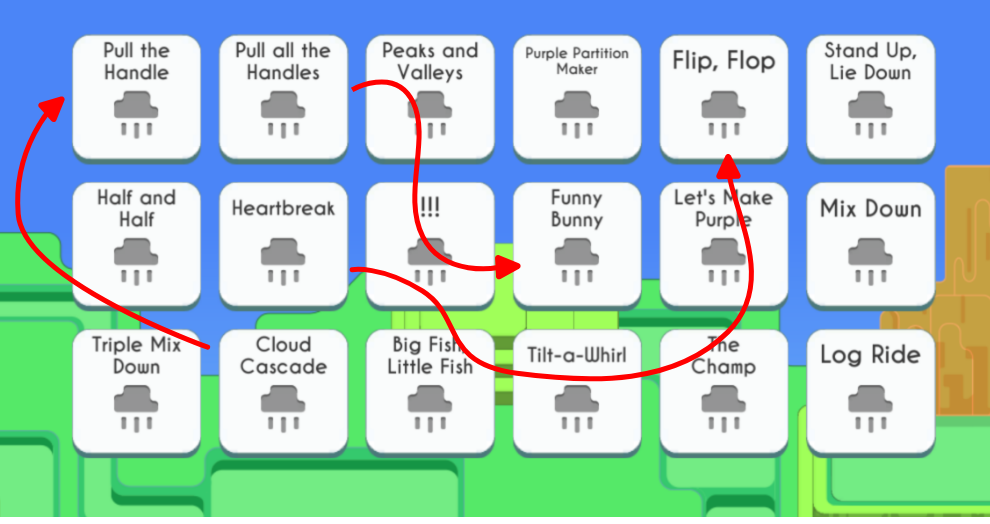 Pull the
Handle
Pull all the
Handles
Peaks and
Valleys
Purple Partition
Maker
Flip, Flop
Stand Up,
Lie Down
Half and
Half
Heartbreak
!!!
Funny
Bunny
Let's Make
Purple
Mix Down
Triple Mix
Down
Cloud
Cascade
Big Fish,
Little Fish
Tilt-a-Whirl
The
Champ
Log Ride